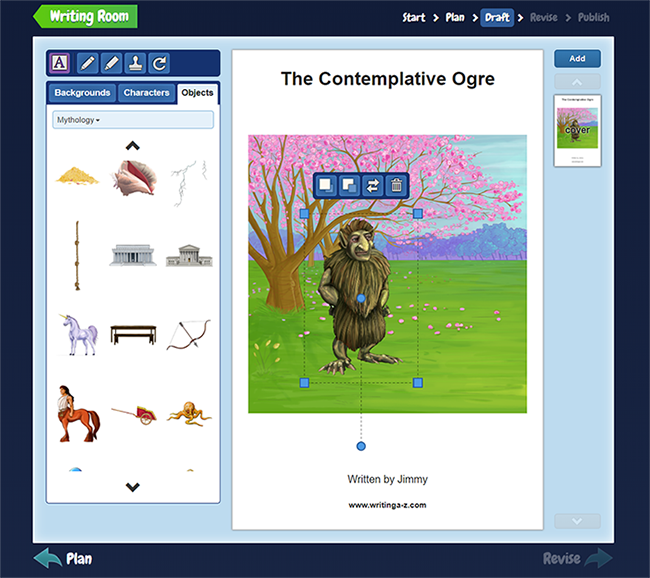 Writing Room
Start > Plan > Draft > Revise > Publish
A
Backgrounds Characters Objects
Mythology
The Contemplative Ogre
Written by Jimmy
www.writinga-z.com
Add
The Contemplative Ogre
cover
Plan
Revise